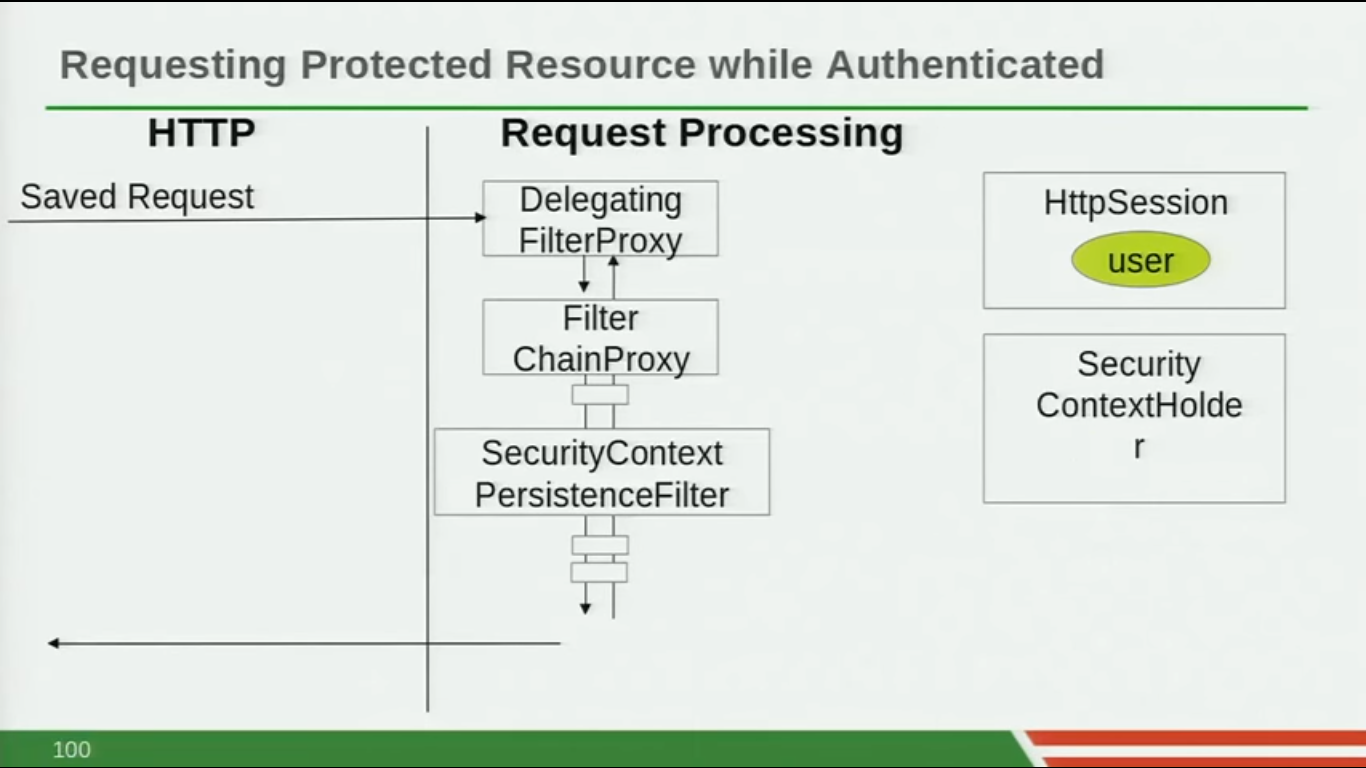 Requesting Protected Resource while Authenticated
HTTP
Request Processing
Saved Request
Delegating
FilterProxy
Filter
ChainProxy
SecurityContext
PersistenceFilter
HttpSession
user
Security
ContextHolde
r
100